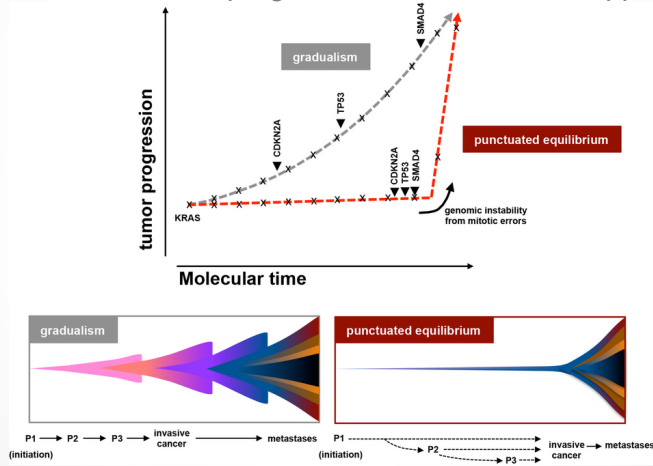 SMAD4
gradualism
TP53
CDKN2A
punctuated equilibrium
CDKN2A
TP53
SMAD4
KRAS
genomic instability
from mitotic errors
tumor progression
Molecular time
gradualism
P1 P2 P3 invasive
cancer metastases
(initiation)
punctuated equilibrium
P1
(initiation)
P2
P3
invasive
cancer
metastases